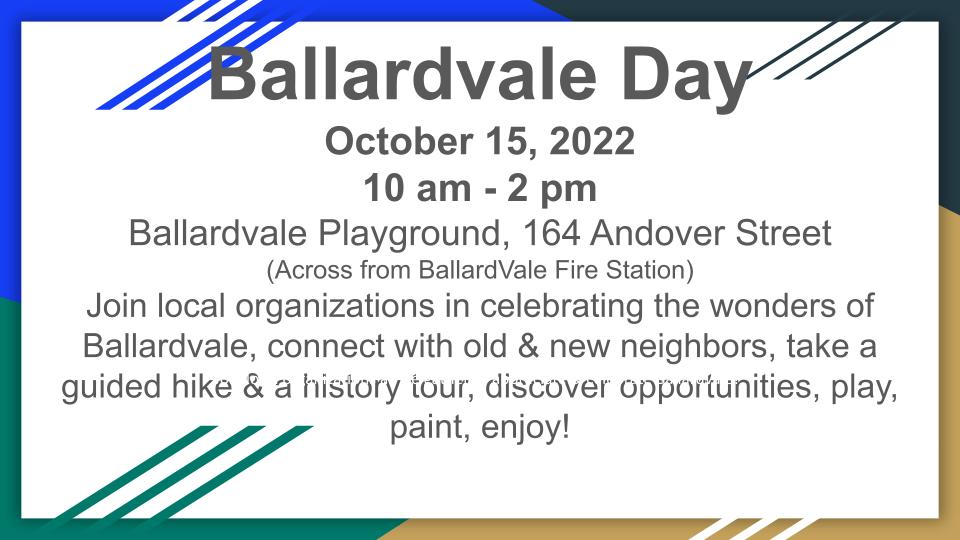 Ballardvale Day
October 15, 2022
10 am - 2 pm
Ballardvale Playground, 164 Andover Street
(Across from BallardVale Fire Station)
Join local organizations in celebrating the wonders of
Ballardvale, connect with old & new neighbors, take a
guided hike & a history tour, discover opportunities, play,
paint, enjoy!